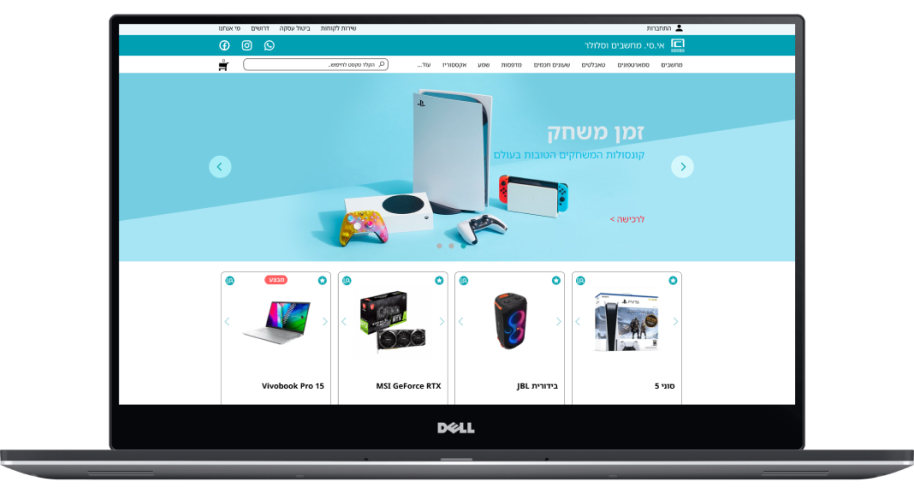 התחברות
שירות לקוחות ביטול עסקה דרושים מי אנחנו
אי.סי. מחשבים וסלולר
מחשבים סמארטפונים טאבלטים שעונים חכמים מדפסות שמע אקססוריז עוד...
הקלד טקסט לחיפוש..
זמן משחק
קונסולות המשחקים הטובות בעולם
לרכישה >
מבצע
PS5
סוני 5
בידורית JBL
MSI GeForce RTX
Vivobook Pro 15
DELL